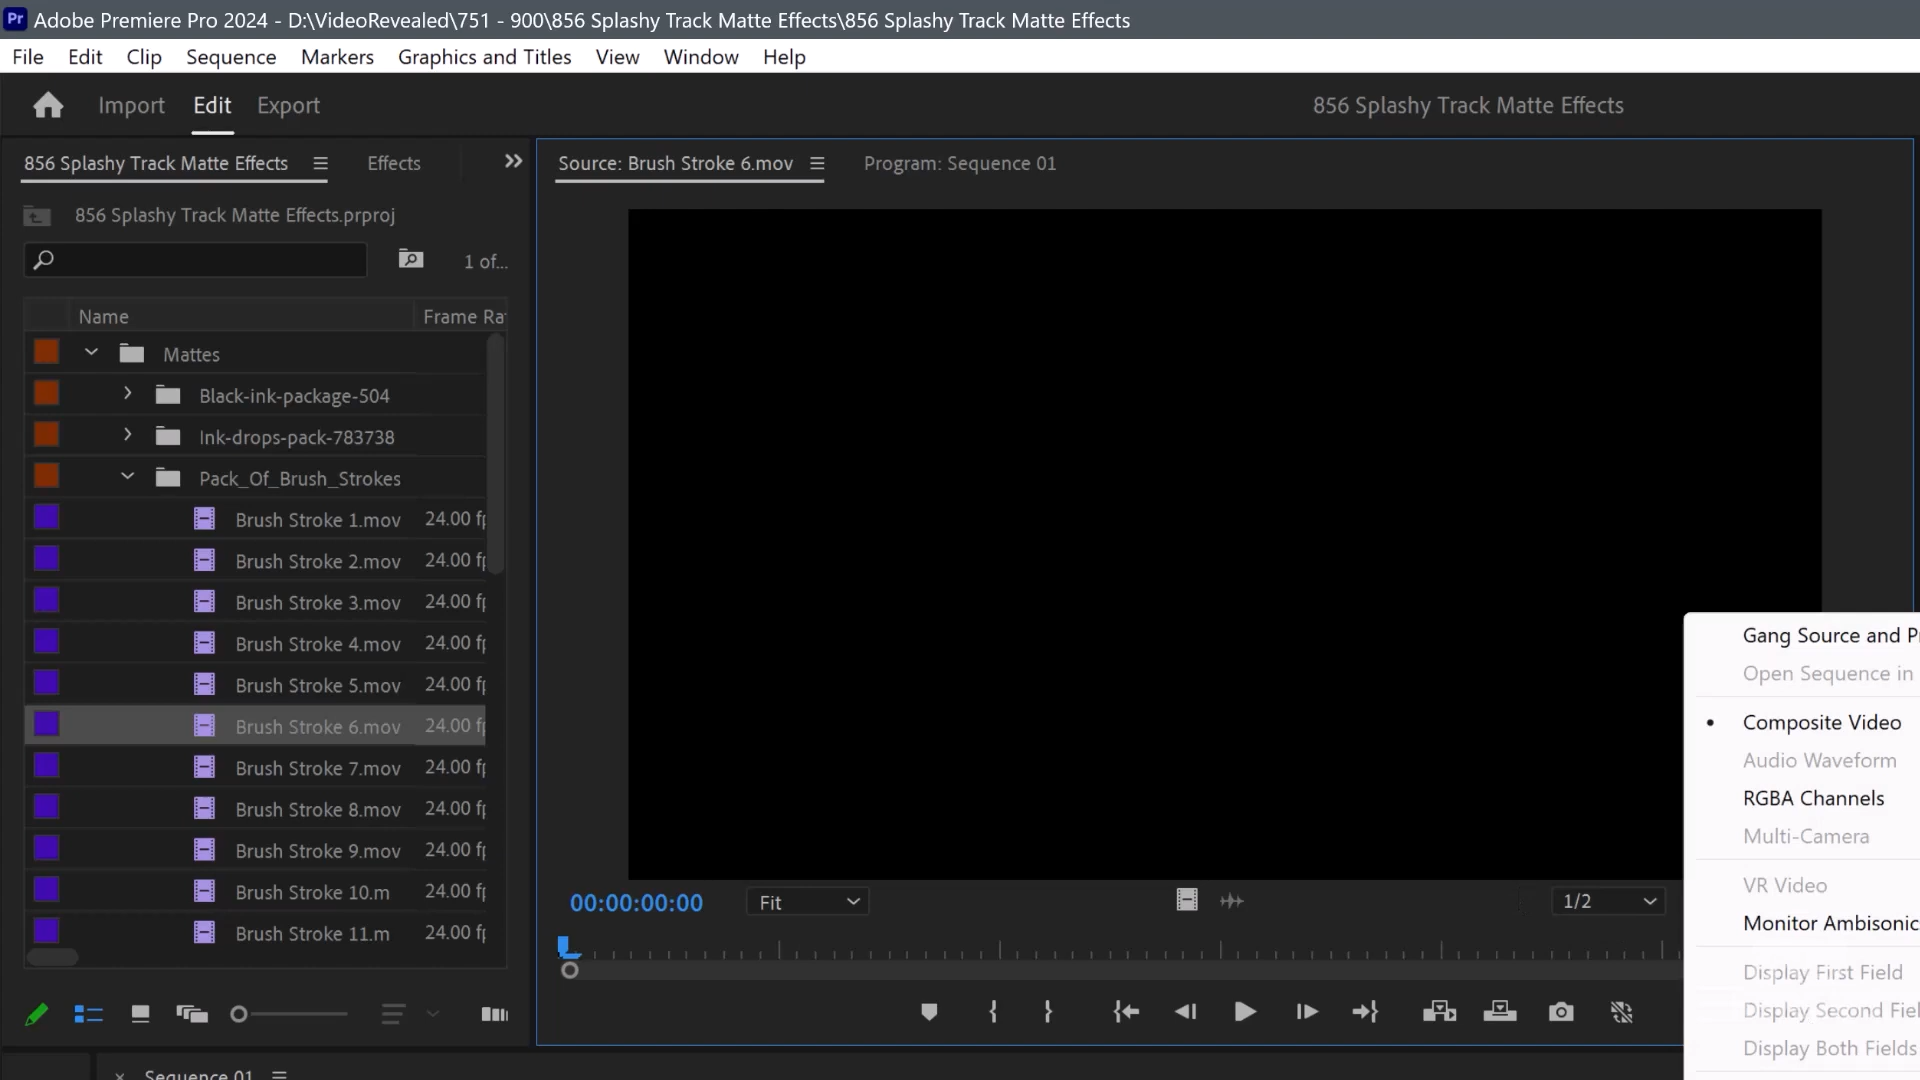 Pr Adobe Premiere Pro 2024 - D:\VideoRevealed\751 - 900\856 Splashy Track Matte Effects\856 Splashy Track Matte Effects
File Edit Clip Sequence Markers Graphics and Titles View Window Help
Import Edit Export 856 Splashy Track Matte Effects
856 Splashy Track Matte Effects Effects
Source: Brush Stroke 6.mov Program: Sequence 01
856 Splashy Track Matte Effects.prproj
1 of...
Name Frame Ra
Mattes
Black-ink-package-504
Ink-drops-pack-783738
Pack_Of_Brush_Strokes
Brush Stroke 1.mov 24.00 f
Brush Stroke 2.mov 24.00 f
Brush Stroke 3.mov 24.00 f
Brush Stroke 4.mov 24.00 f
Brush Stroke 5.mov 24.00 f
Brush Stroke 6.mov 24.00 f
Brush Stroke 7.mov 24.00 f
Brush Stroke 8.mov 24.00 f
Brush Stroke 9.mov 24.00 f
Brush Stroke 10.m 24.00 f
Brush Stroke 11.m 24.00 f
00:00:00:00 Fit 1/2
Gang Source and Pr
Open Sequence in
Composite Video
Audio Waveform
RGBA Channels
Multi-Camera
VR Video
Monitor Ambisonic
Display First Field
Display Second Fiel
Display Both Fields
× Sequence 01